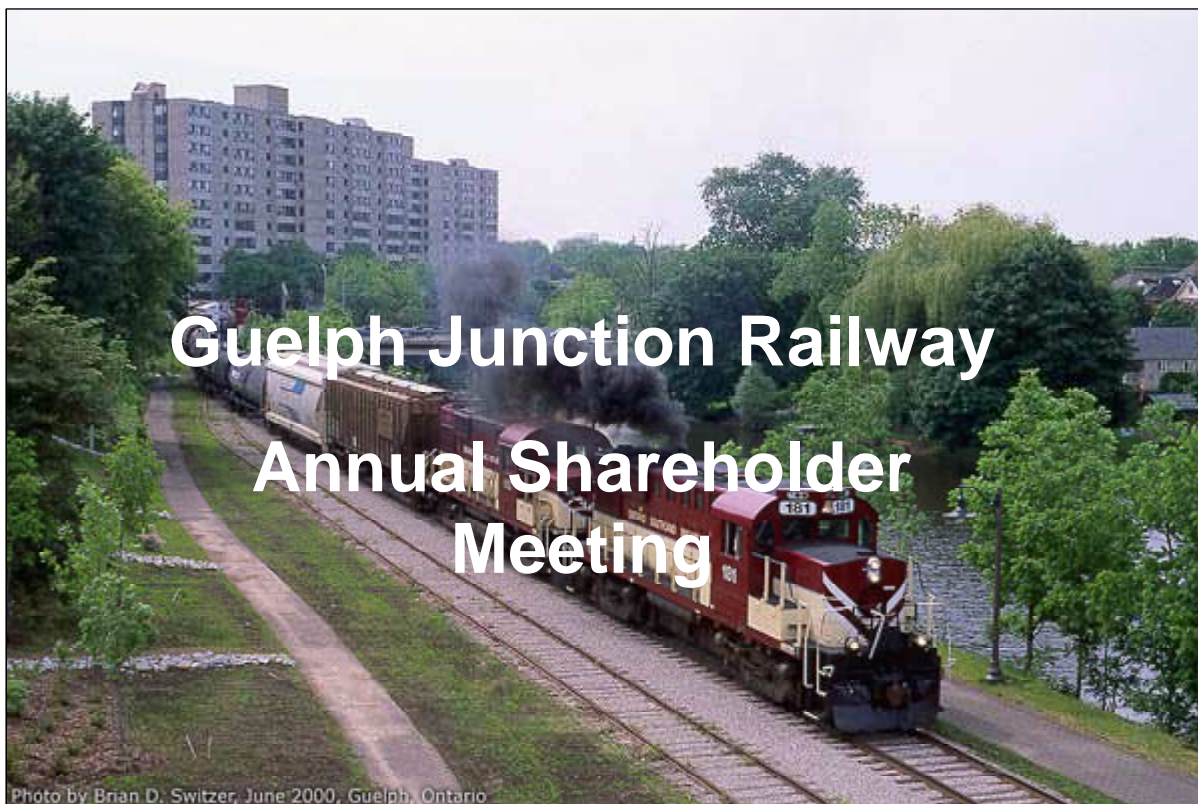 Guelph Junction Railway
Annual Shareholder
Meeting
181
181
181
Photo by Brian D. Switzer, June 2000, Guelph, Ontario